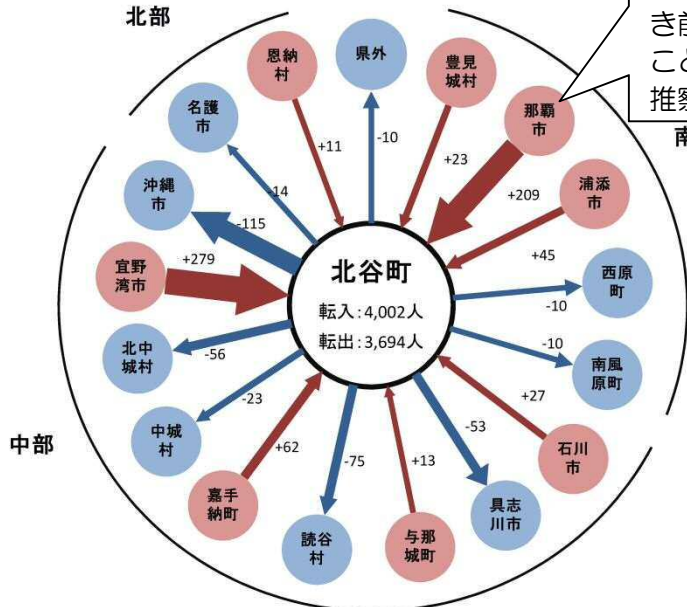 北部
き前
こと
推察
南
恩納
村
県外
豊見
城村
那覇
市
名護
市
浦添
市
沖縄
市
西原
町
宜野
湾市
南風
原町
北中
城村
石川
市
中城
村
具志
川市
嘉手
納町
与那
城町
読谷
村
中部
北谷町
転入:4,002人
転出:3,694人
+11
-10
+23
+209
+45
-10
-10
+27
-53
+13
-75
+62
-23
-56
+279
-115
-14